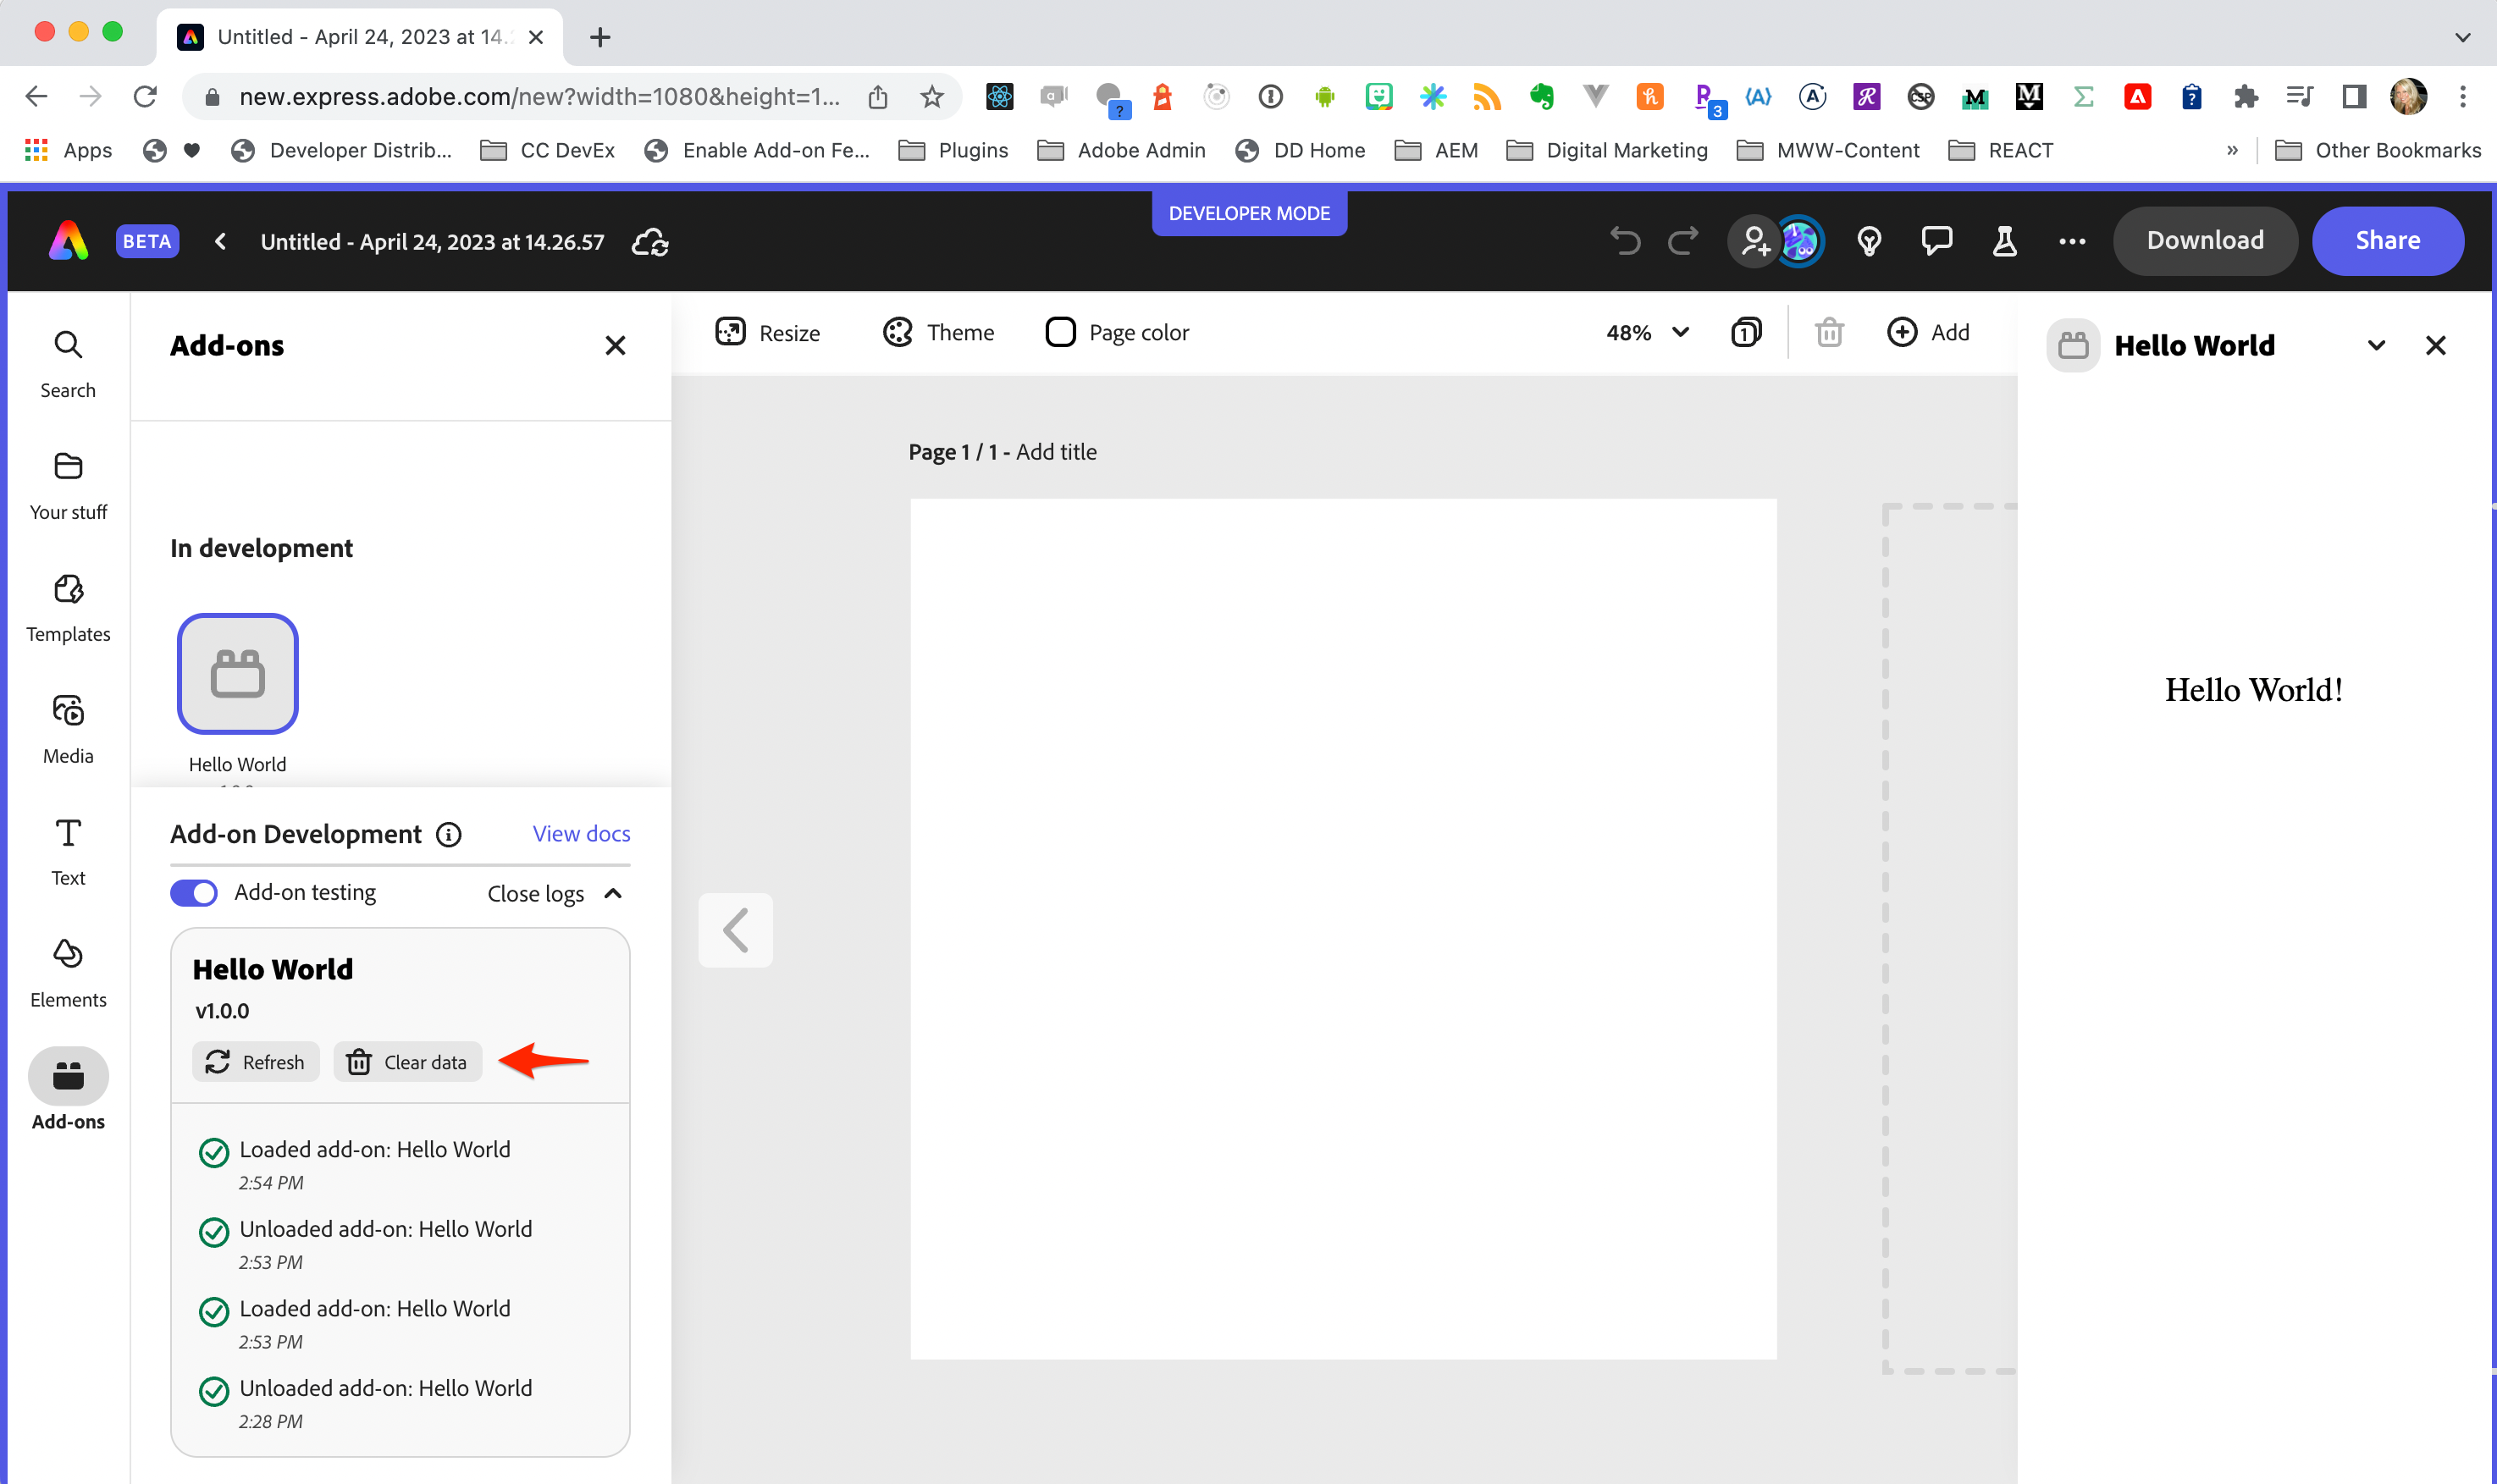 Untitled - April 24, 2023 at 14.
new.express.adobe.com/new?width=1080&height=1...
a
?
3
A
CSP
M
M
?
Apps
Developer Distrib...
CC DevEx
Enable Add-on Fe...
Plugins
Adobe Admin
DD Home
AEM
Digital Marketing
MWW-Content
REACT
»
Other Bookmarks
DEVELOPER MODE
BETA
Untitled - April 24, 2023 at 14.26.57
Download
Share
Search
Your stuff
Templates
Media
Text
Elements
Add-ons
Add-ons
In development
Hello World
Add-on Development
View docs
Add-on testing
Close logs
Hello World
v1.0.0
Refresh
Clear data
Loaded add-on: Hello World
2:54 PM
Unloaded add-on: Hello World
2:53 PM
Loaded add-on: Hello World
2:53 PM
Unloaded add-on: Hello World
2:28 PM
Resize
Theme
Page color
48%
1
Add
Page 1 / 1 - Add title
Hello World
Hello World!